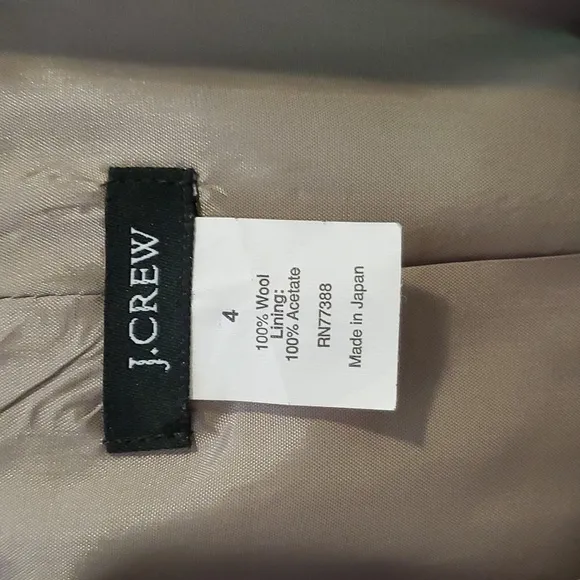 J.CREW
4
100% Wool
Lining:
100% Acetate
RN77388
Made in Japan